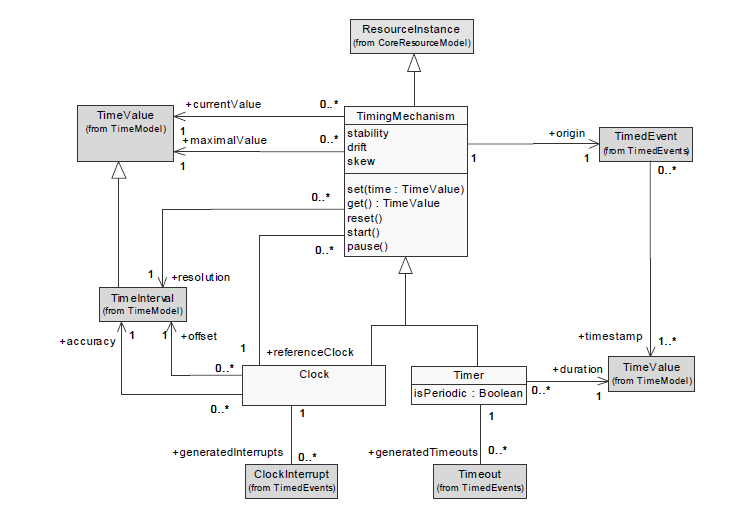 ResourceInstance
(from CoreResourceModel)
+currentValue
0..*
TimeValue
(from TimeModel)
1
+maximalValue
0..*
1
TimingMechanism
stability
drift
skew
set(time : TimeValue)
get() : TimeValue
reset()
start()
pause()
1
+origin
1
TimedEvent
(from TimedEvents)
0..*
0..*
0..*
1
+resolution
TimeInterval
(from TimeModel)
+accuracy
1
1
+offset
1
+referenceClock
+timestamp
1..*
0..*
Clock
0..*
Timer
isPeriodic : Boolean
+duration
0..*
1
TimeValue
(from TimeModel)
1
+generatedInterrupts
0..*
ClockInterrupt
(from TimedEvents)
1
+generatedTimeouts
0..*
Timeout
(from TimedEvents)